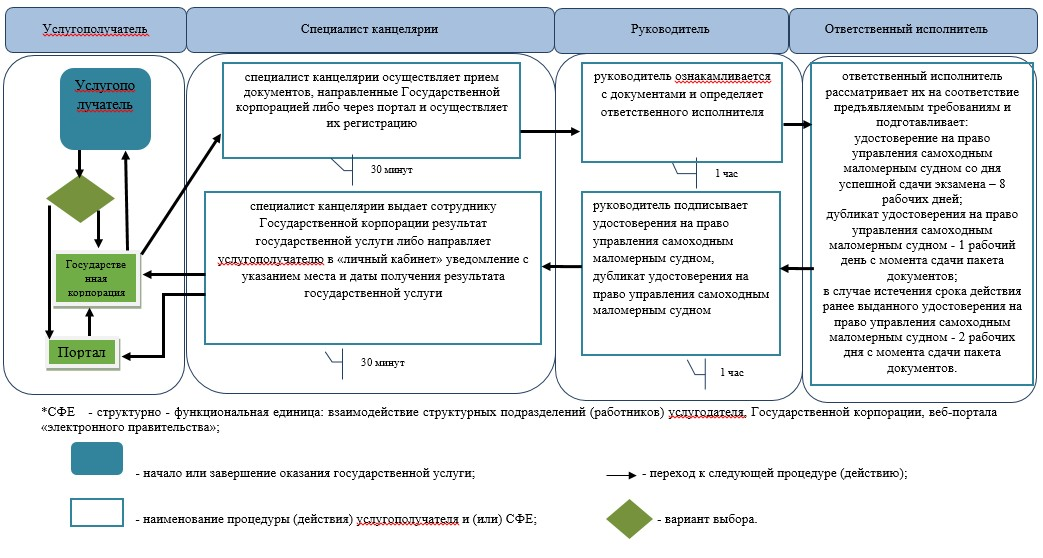 Услугополучатель
Специалист канцелярии
Руководитель
Ответственный исполнитель
Услугопо
лучатель
Государстве
нная
корпорация
Портал
специалист канцелярии осуществляет прием
документов, направленные Государственной
корпорацией либо через портал и осуществляет
их регистрацию
30 минут
руководитель ознакамливается
с документами и определяет
ответственного исполнителя
1 час
ответственный исполнитель
рассматривает их на соответствие
предъявляемым требованиям и
подготавливает:
удостоверение на право
управления самоходным
маломерным судном со дня
успешной сдачи экзамена – 8
рабочих дней;
дубликат удостоверения на право
управления самоходным
маломерным судном - 1 рабочий
день с момента сдачи пакета
документов;
в случае истечения срока действия
ранее выданного удостоверения на
право управления самоходным
маломерным судном - 2 рабочих
дня с момента сдачи пакета
документов.
специалист канцелярии выдает сотруднику
Государственной корпорации результат
государственной услуги либо направляет
услугополучателю в «личный кабинет» уведомление с
указанием места и даты получения результата
государственной услуги
30 минут
руководитель подписывает
удостоверения на право
управления самоходным
маломерным судном,
дубликат удостоверения на
право управления самоходным
маломерным судном
1 час
*СФЕ - структурно - функциональная единица: взаимодействие структурных подразделений (работников) услугодателя, Государственной корпорации, веб-портала
«электронного правительства»;
- начало или завершение оказания государственной услуги;
- переход к следующей процедуре (действию);
- наименование процедуры (действия) услугополучателя и (или) СФЕ;
- вариант выбора.